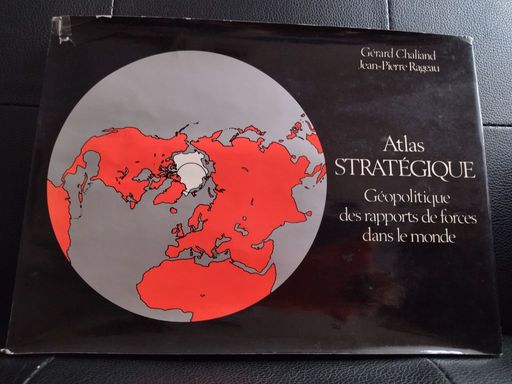 Gérard Chaliand
Jean-Pierre Rageau
Atlas
STRATÉGIQUE
Géopolitique
des rapports de forces
dans le monde